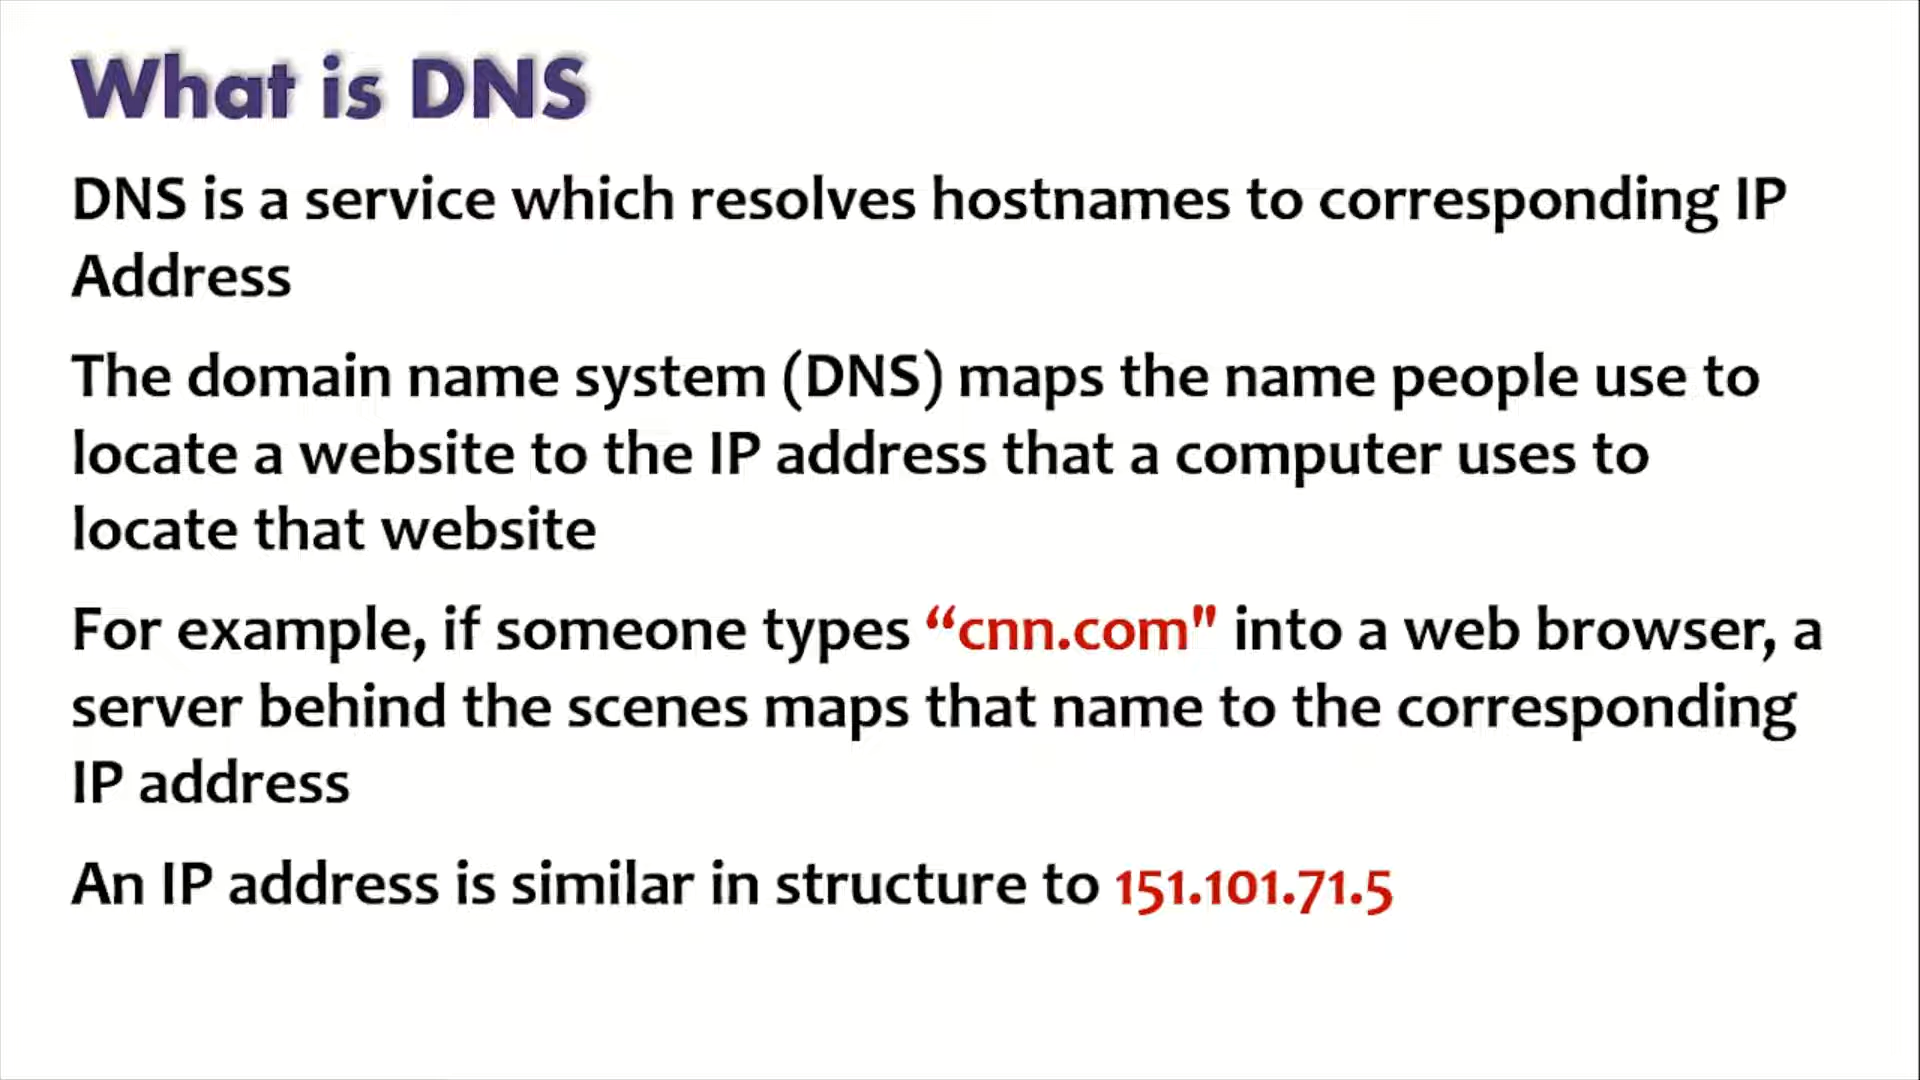 What is DNS
DNS is a service which resolves hostnames to corresponding IP
Address
The domain name system (DNS) maps the name people use to
locate a website to the IP address that a computer uses to
locate that website
For example, if someone types “cnn.com" into a web browser, a
server behind the scenes maps that name to the corresponding
IP address
An IP address is similar in structure to 151.101.71.5